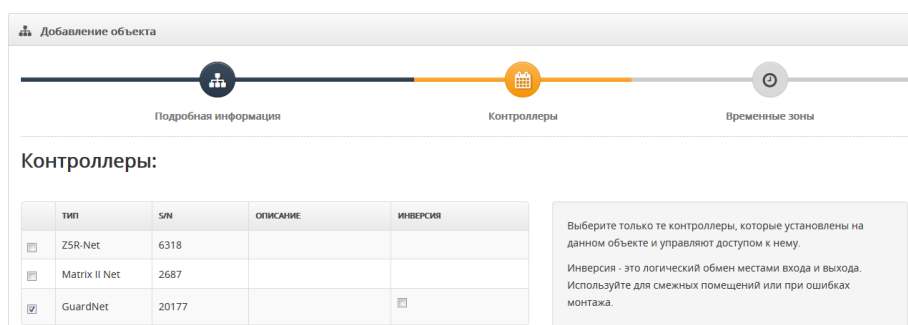 Добавление объекта
Подробная информация Контроллеры Временные зоны
Контроллеры:
ТИП S/N ОПИСАНИЕ ИНВЕРСИЯ
Z5R-Net 6318
Matrix II Net 2687
GuardNet 20177
Выберите только те контроллеры, которые установлены на
данном объекте и управляют доступом к нему.
Инверсия - это логический обмен местами входа и выхода.
Используйте для смежных помещений или при ошибках
монтажа.